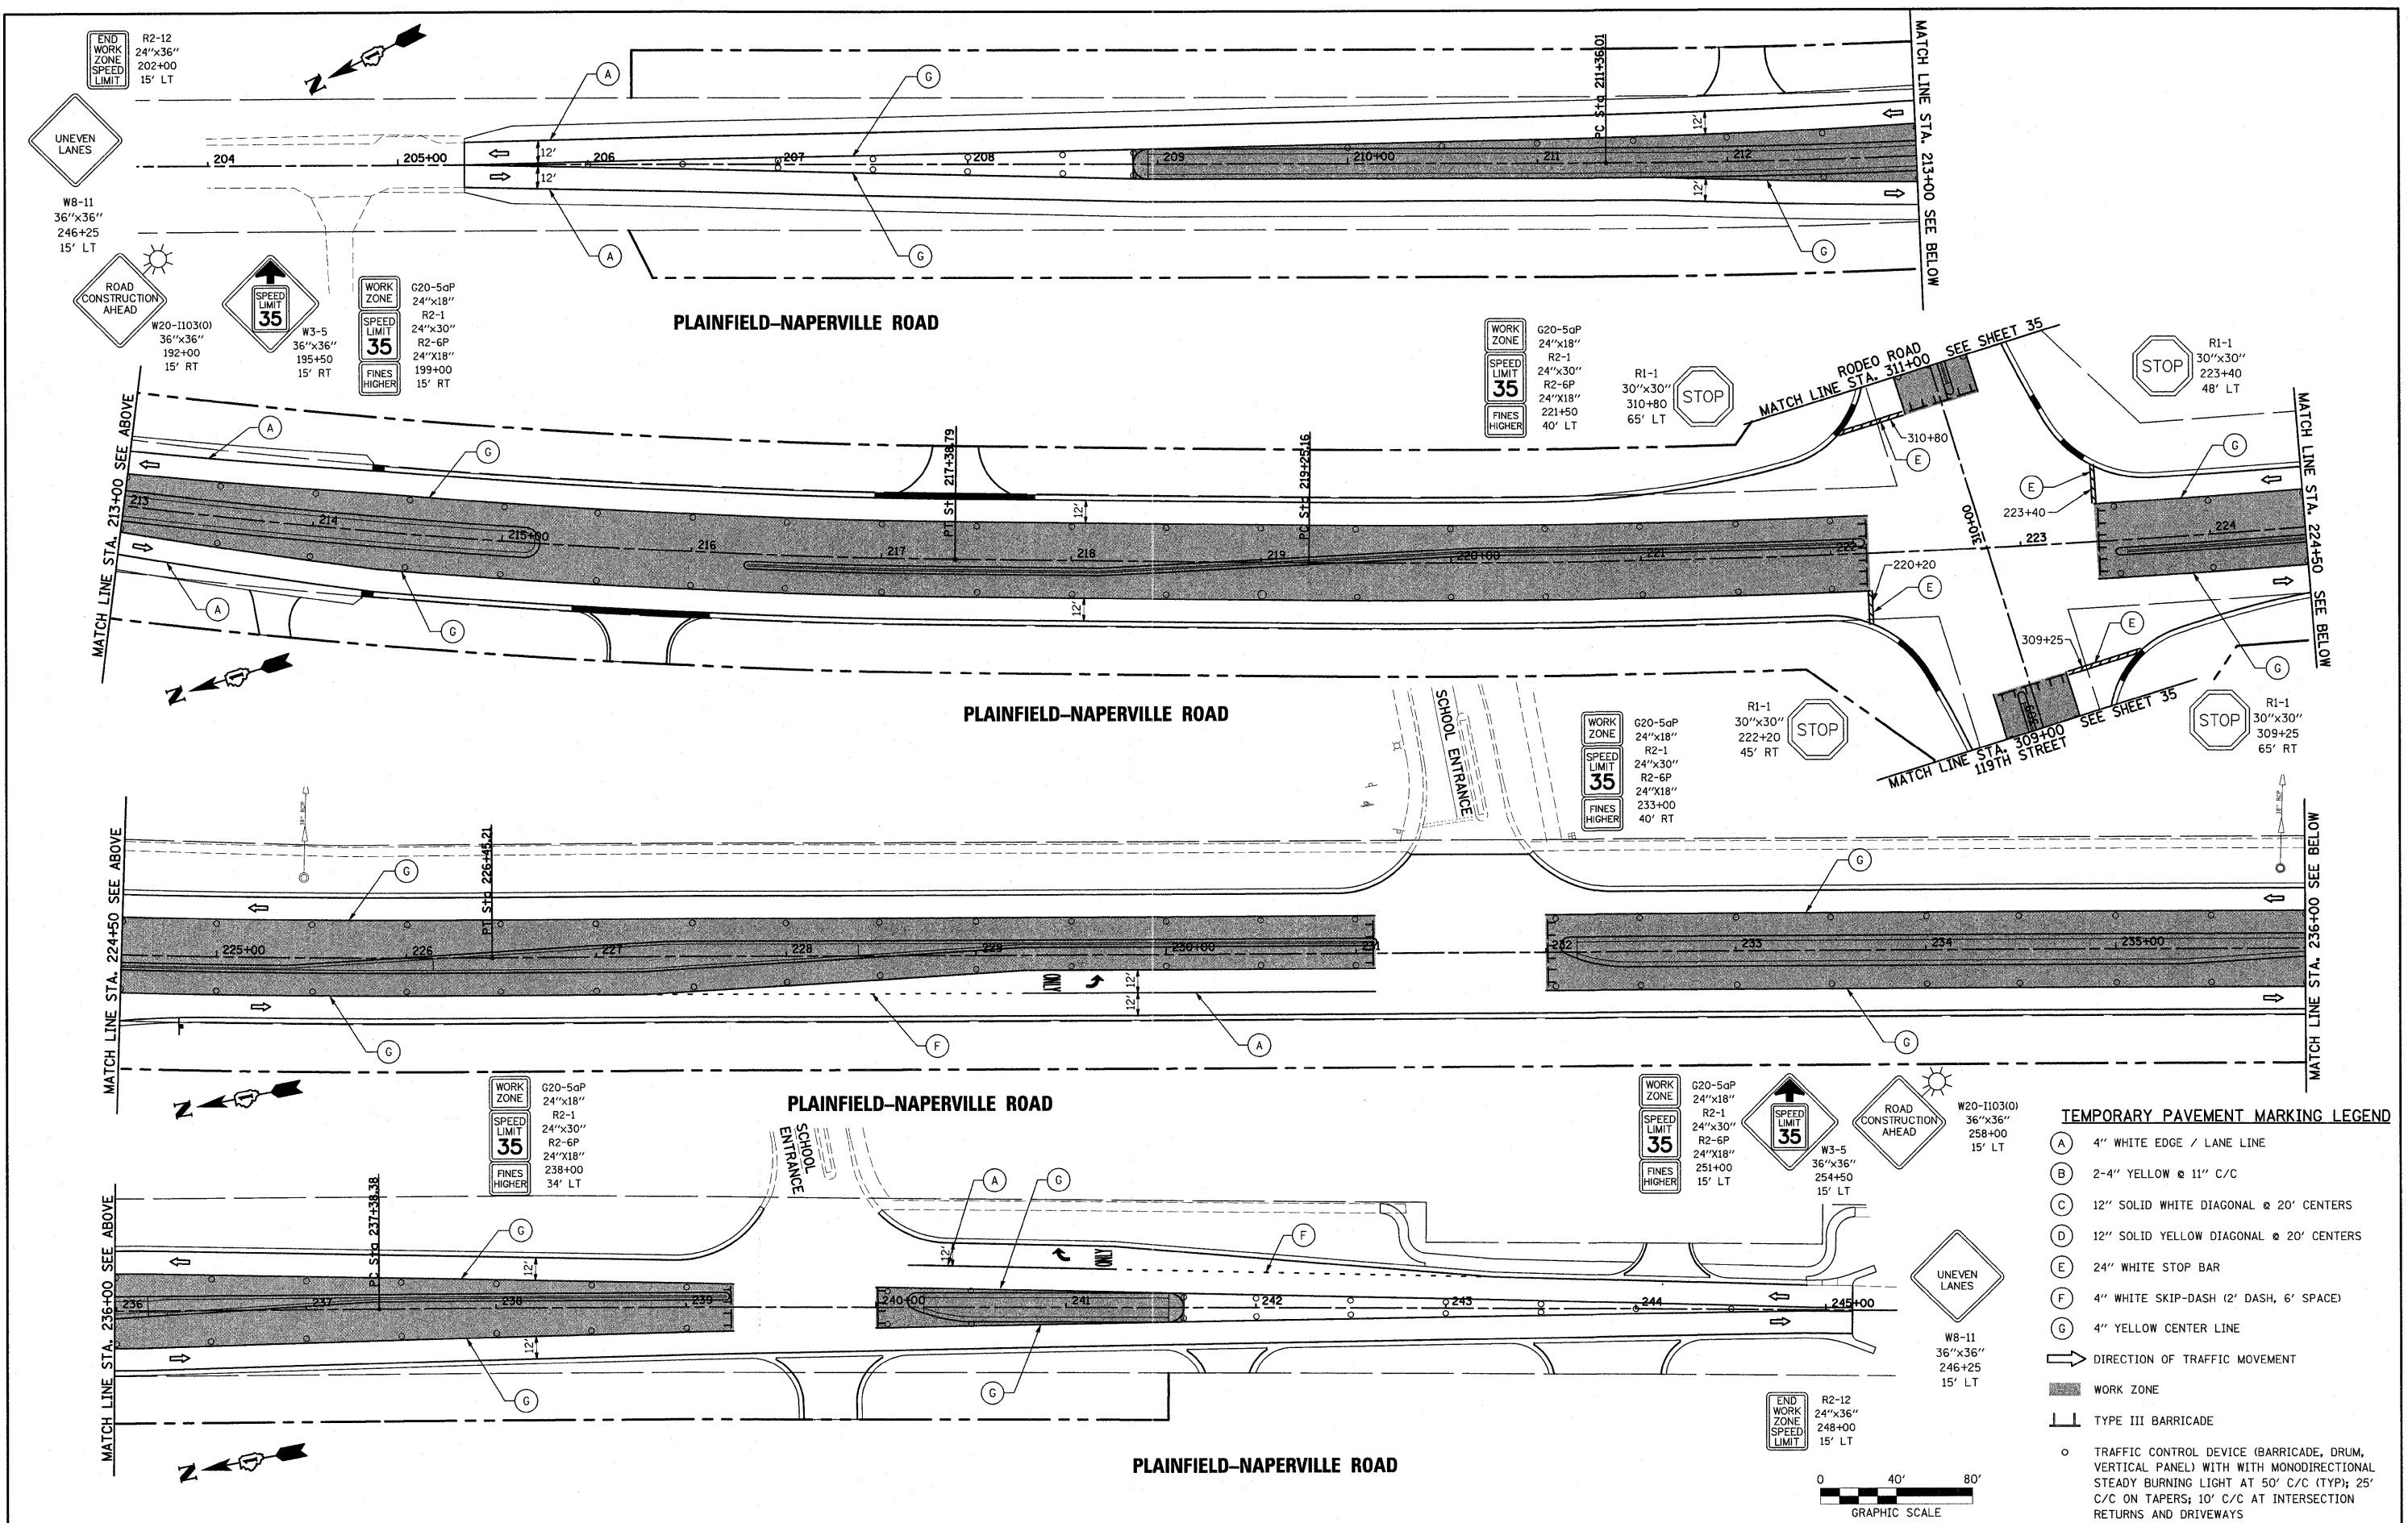 END
WORK
ZONE
SPEED
LIMIT
R2-12
24"x36"
202+00
15' LT
N
UNEVEN
LANES
W8-11
36"x36"
246+25
15' LT
A
G
PC Sta 211+36.01
MATCH LINE STA. 213+00 SEE BELOW
204
205+00
12'
12'
206
207
208
209
210+00
211
12'
12'
212
A
G
G
ROAD
CONSTRUCTION
AHEAD
W20-I103(0)
36"x36"
192+00
15' RT
SPEED
LIMIT
35
W3-5
36"x36"
195+50
15' RT
WORK
ZONE
SPEED
LIMIT
35
FINES
HIGHER
G20-5aP
24"x18"
R2-1
24"x30"
R2-6P
24"X18"
199+00
15' RT
PLAINFIELD–NAPERVILLE ROAD
WORK
ZONE
SPEED
LIMIT
35
FINES
HIGHER
G20-5aP
24"x18"
R2-1
24"x30"
R2-6P
24"X18"
221+50
40' LT
R1-1
30"x30"
310+80
65' LT
STOP
RODEO ROAD
MATCH LINE STA. 311+00 SEE SHEET 35
STOP
R1-1
30"x30"
223+40
48' LT
MATCH LINE STA. 213+00 SEE ABOVE
A
G
PT Sta 217+38.79
PC Sta 219+25.16
310+80
E
E
G
223+40
MATCH LINE STA. 224+50 SEE BELOW
213
214
215+00
216
217
12'
12'
218
219
220+00
221
222
310+00
223
224
220+20
E
A
G
309+25
E
G
309
N
PLAINFIELD–NAPERVILLE ROAD
SCHOOL ENTRANCE
WORK
ZONE
SPEED
LIMIT
35
FINES
HIGHER
G20-5aP
24"x18"
R2-1
24"x30"
R2-6P
24"X18"
233+00
40' RT
R1-1
30"x30"
222+20
45' RT
STOP
MATCH LINE STA. 309+00 SEE SHEET 35
119TH STREET
STOP
R1-1
30"x30"
309+25
65' RT
MATCH LINE STA. 224+50 SEE ABOVE
18" RCP
G
PT Sta 226+45.21
G
18" RCP
MATCH LINE STA. 236+00 SEE BELOW
225+00
226
227
228
229
230+00
231
232
233
234
235+00
ONLY
12'
12'
G
F
A
G
N
PLAINFIELD–NAPERVILLE ROAD
WORK
ZONE
SPEED
LIMIT
35
FINES
HIGHER
G20-5aP
24"x18"
R2-1
24"x30"
R2-6P
24"X18"
238+00
34' LT
SCHOOL
ENTRANCE
WORK
ZONE
SPEED
LIMIT
35
FINES
HIGHER
G20-5aP
24"x18"
R2-1
24"x30"
R2-6P
24"X18"
251+00
15' LT
SPEED
LIMIT
35
W3-5
36"x36"
254+50
15' LT
ROAD
CONSTRUCTION
AHEAD
W20-I103(0)
36"x36"
258+00
15' LT
MATCH LINE STA. 236+00 SEE ABOVE
PC Sta 237+38.38
G
A
G
F
12'
12'
12'
ONLY
236
237
238
239
240+00
241
242
243
244
245+00
G
G
UNEVEN
LANES
W8-11
36"x36"
246+25
15' LT
N
PLAINFIELD–NAPERVILLE ROAD
END
WORK
ZONE
SPEED
LIMIT
R2-12
24"x36"
248+00
15' LT
TEMPORARY PAVEMENT MARKING LEGEND
A 4" WHITE EDGE / LANE LINE
B 2-4" YELLOW @ 11" C/C
C 12" SOLID WHITE DIAGONAL @ 20' CENTERS
D 12" SOLID YELLOW DIAGONAL @ 20' CENTERS
E 24" WHITE STOP BAR
F 4" WHITE SKIP-DASH (2' DASH, 6' SPACE)
G 4" YELLOW CENTER LINE
DIRECTION OF TRAFFIC MOVEMENT
WORK ZONE
TYPE III BARRICADE
TRAFFIC CONTROL DEVICE (BARRICADE, DRUM,
VERTICAL PANEL) WITH WITH MONODIRECTIONAL
STEADY BURNING LIGHT AT 50' C/C (TYP); 25'
C/C ON TAPERS; 10' C/C AT INTERSECTION
RETURNS AND DRIVEWAYS
0 40' 80'
GRAPHIC SCALE